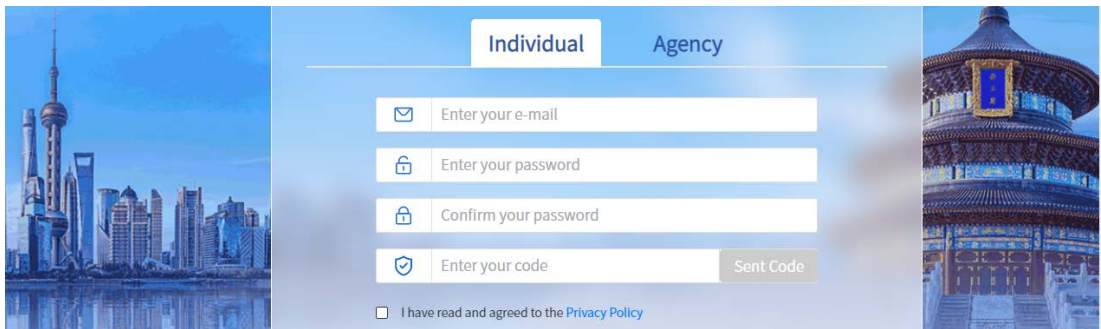 Individual
Agency
Enter your e-mail
Enter your password
Confirm your password
Enter your code
Sent Code
I have read and agreed to the Privacy Policy